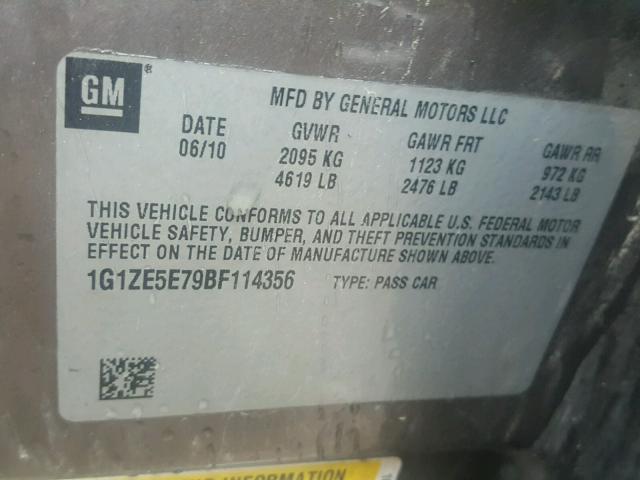 GM®
MFD BY GENERAL MOTORS LLC
DATE GVWR GAWR FRT GAWR RR
06/10 2095 KG 1123 KG 972 KG
4619 LB 2476 LB 2143 LB
THIS VEHICLE CONFORMS TO ALL APPLICABLE U.S. FEDERAL MOTOR
VEHICLE SAFETY, BUMPER, AND THEFT PREVENTION STANDARDS IN
EFFECT ON THE DATE OF MANUFACTURE SHOWN ABOVE.
1G1ZE5E79BF114356 TYPE: PASS CAR
INFORMATION